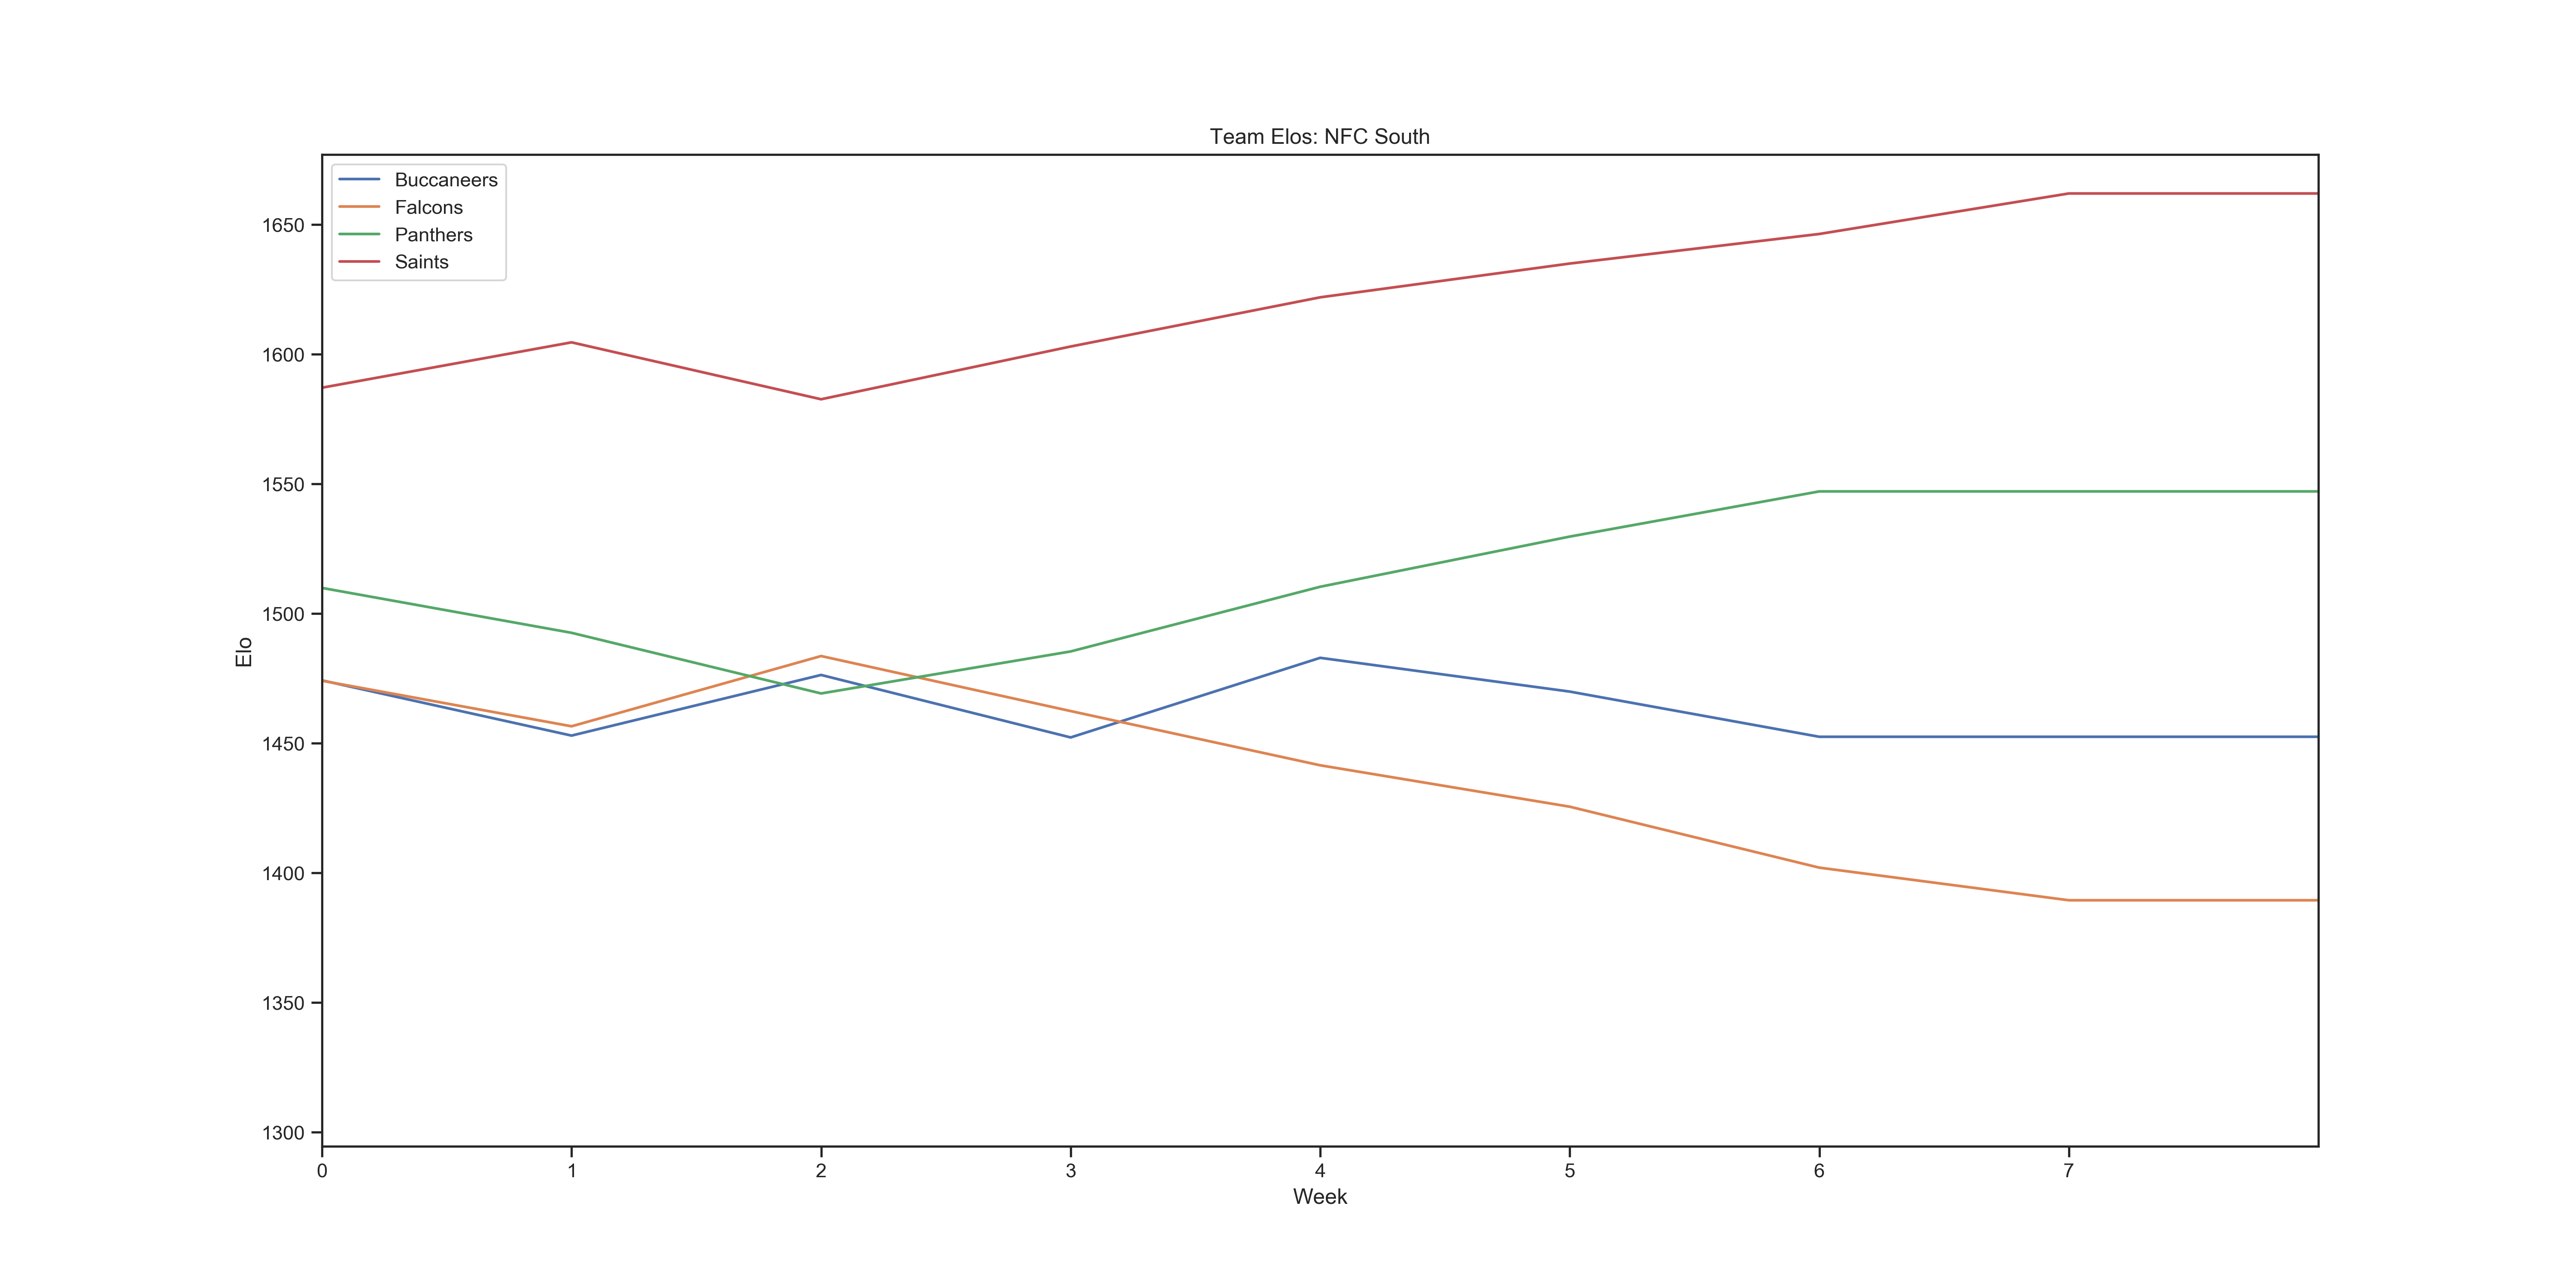 Team Elos: NFC South
Buccaneers
Falcons
Panthers
Saints
1650
1600
1550
1500
1450
1400
1350
1300
Elo
0 1 2 3 4 5 6 7
Week